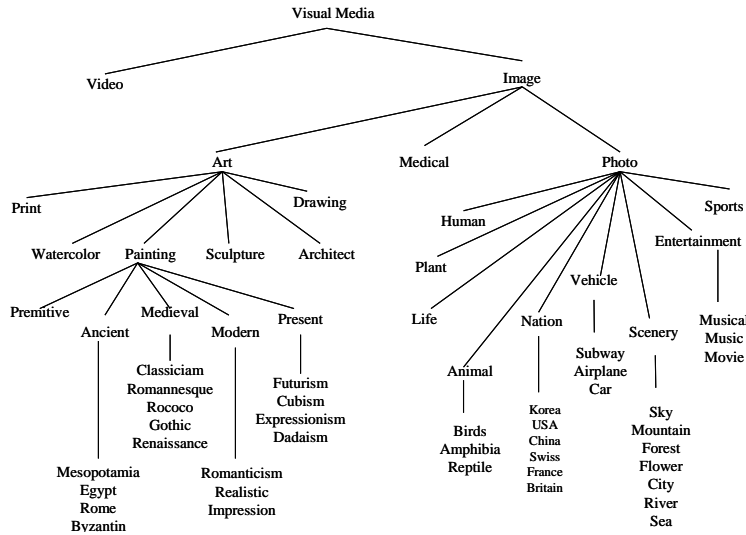 Visual Media
Video
Image
Art
Medical
Photo
Print
Drawing
Watercolor
Painting
Sculpture
Architect
Human
Sports
Plant
Entertainment
Life
Vehicle
Nation
Scenery
Animal
Premitive
Ancient
Medieval
Modern
Present
Mesopotamia
Egypt
Rome
Byzantin
Classiciam
Romannesque
Rococo
Gothic
Renaissance
Romanticism
Realistic
Impression
Futurism
Cubism
Expressionism
Dadaism
Birds
Amphibia
Reptile
Korea
USA
China
Swiss
France
Britain
Subway
Airplane
Car
Sky
Mountain
Forest
Flower
City
River
Sea
Musical
Music
Movie